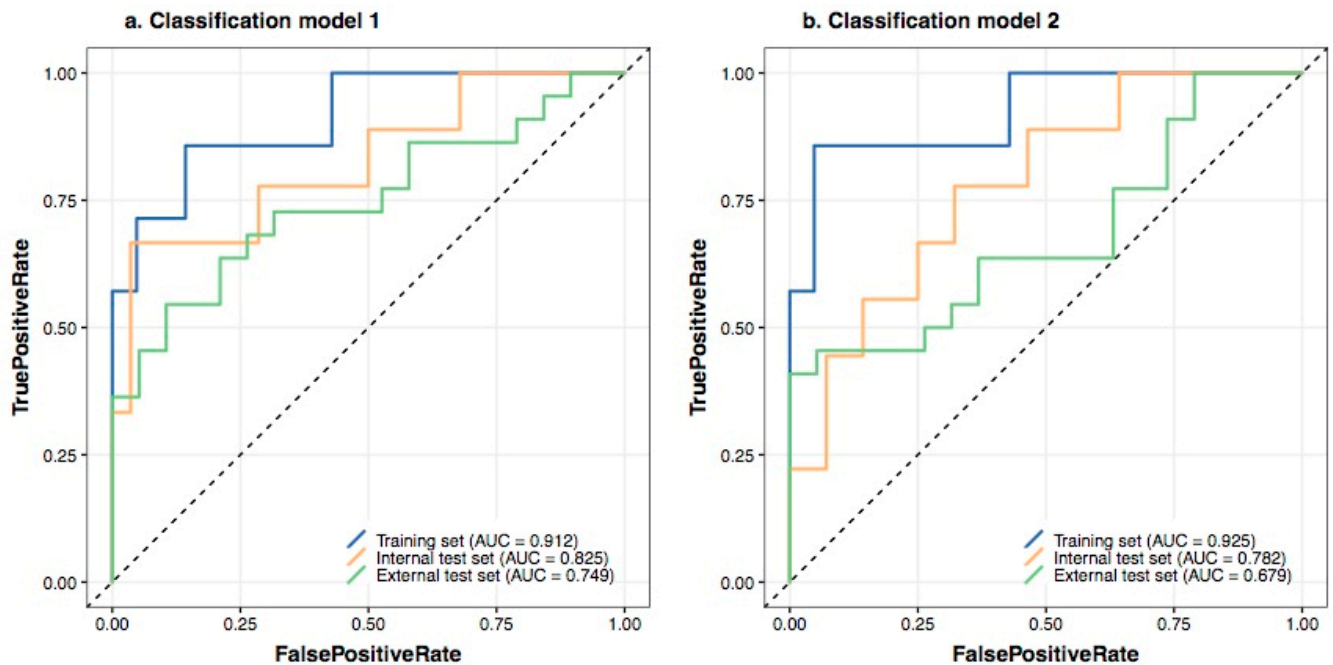 a. Classification model 1
TruePositiveRate
1.00
0.75
0.50
0.25
0.00
Training set (AUC = 0.912)
Internal test set (AUC = 0.825)
External test set (AUC = 0.749)
0.00 0.25 0.50 0.75 1.00
FalsePositiveRate
b. Classification model 2
TruePositiveRate
1.00
0.75
0.50
0.25
0.00
Training set (AUC = 0.925)
Internal test set (AUC = 0.782)
External test set (AUC = 0.679)
0.00 0.25 0.50 0.75 1.00
FalsePositiveRate